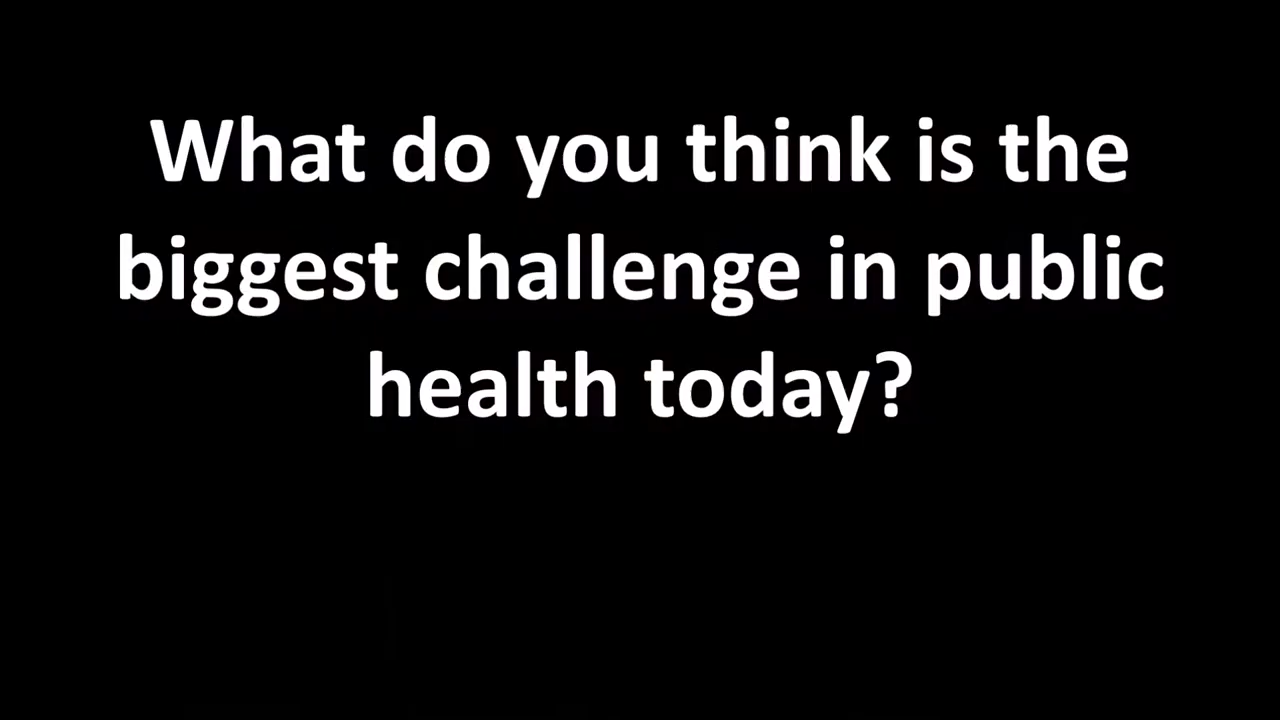 What do you think is the
biggest challenge in public
health today?